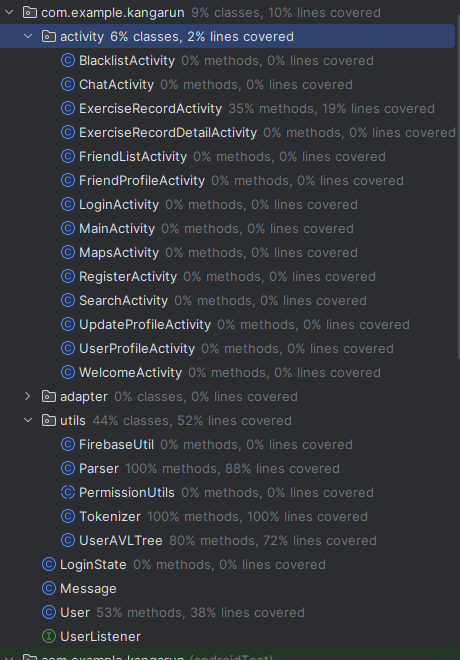 com.example.kangarun 9% classes, 10% lines covered
activity 6% classes, 2% lines covered
BlacklistActivity 0% methods, 0% lines covered
ChatActivity 0% methods, 0% lines covered
ExerciseRecordActivity 35% methods, 19% lines covered
ExerciseRecordDetailActivity 0% methods, 0% lines covered
FriendListActivity 0% methods, 0% lines covered
FriendProfileActivity 0% methods, 0% lines covered
LoginActivity 0% methods, 0% lines covered
MainActivity 0% methods, 0% lines covered
MapsActivity 0% methods, 0% lines covered
RegisterActivity 0% methods, 0% lines covered
SearchActivity 0% methods, 0% lines covered
UpdateProfileActivity 0% methods, 0% lines covered
UserProfileActivity 0% methods, 0% lines covered
WelcomeActivity 0% methods, 0% lines covered
adapter 0% classes, 0% lines covered
utils 44% classes, 52% lines covered
FirebaseUtil 0% methods, 0% lines covered
Parser 100% methods, 88% lines covered
PermissionUtils 0% methods, 0% lines covered
Tokenizer 100% methods, 100% lines covered
UserAVLTree 80% methods, 72% lines covered
LoginState 0% methods, 0% lines covered
Message
User 53% methods, 38% lines covered
UserListener
com.example.kangarun (androidTest)